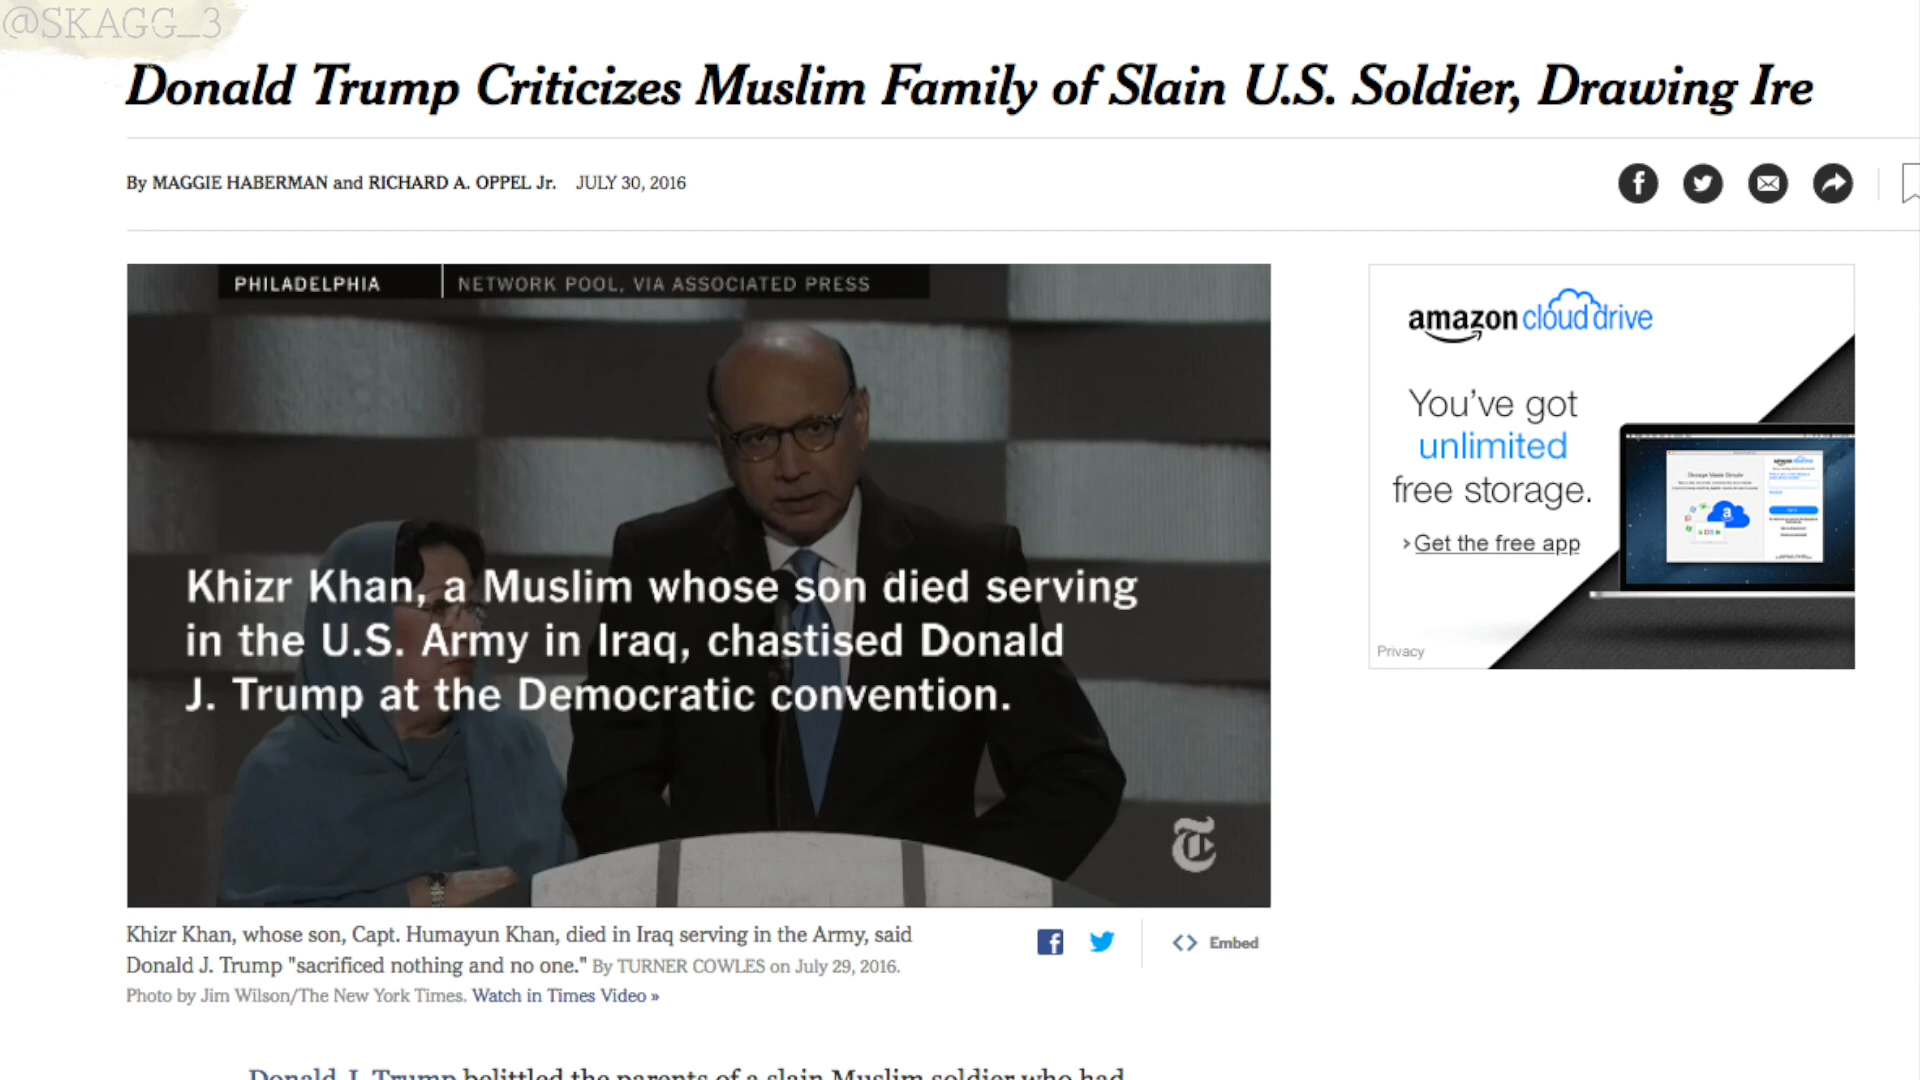 @SKAGG_3
Donald Trump Criticizes Muslim Family of Slain U.S. Soldier, Drawing Ire
By MAGGIE HABERMAN and RICHARD A. OPPEL Jr. JULY 30, 2016
PHILADELPHIA NETWORK POOL, VIA ASSOCIATED PRESS
Khizr Khan, a Muslim whose son died serving
in the U.S. Army in Iraq, chastised Donald
J. Trump at the Democratic convention.
amazon cloud drive
You've got
unlimited
free storage.
›Get the free app
Privacy
Khizr Khan, whose son, Capt. Humayun Khan, died in Iraq serving in the Army, said
Donald J. Trump "sacrificed nothing and no one." By TURNER COWLES on July 29, 2016.
Photo by Jim Wilson/The New York Times. Watch in Times Video »
<> Embed
Donald J. Trump belittled the parents of a slain Muslim soldier who had